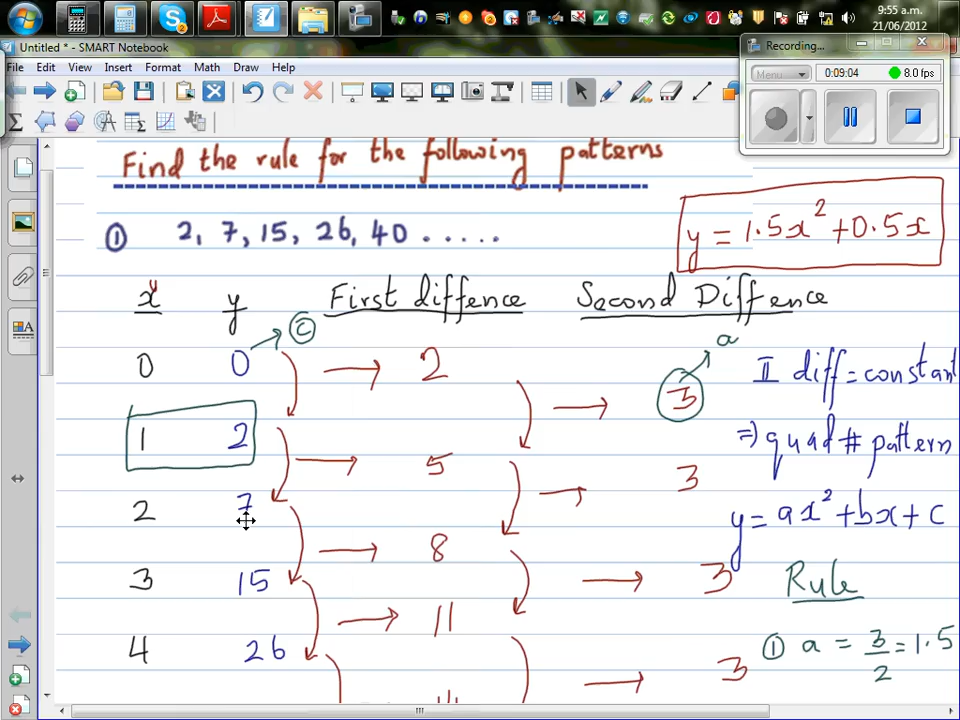 9:55 a.m.
21/06/2012
Untitled * - SMART Notebook
File Edit View Insert Format Math Draw Help
Recording...
Menu 0:09:04 8.0 fps
Find the rule for the following patterns
① 2, 7, 15, 26, 40 ......
y = 1.5x² + 0.5x
x y First diffence Second Diffence
y
c
a
0 0 → 2
→ 3
II diff = constant
1 2 → 5
⇒ quad # pattern
→ 3
2 7 → 8
y = ax² + bx + c
3 15 → 3
Rule
→ 11
4 26
① a = 3/2 = 1.5
→ 3